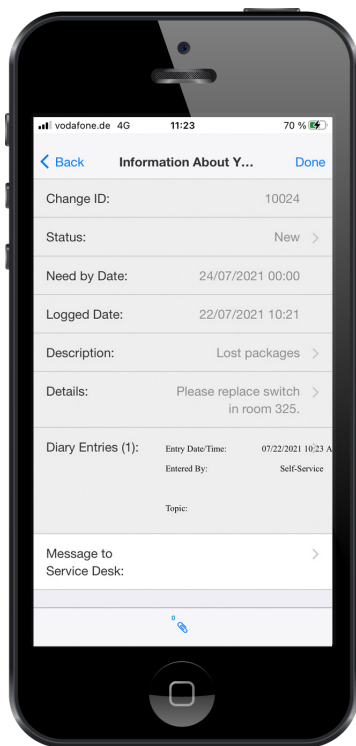 vodafone.de 4G 11:23 70 %
Back Information About Y... Done
Change ID: 10024
Status: New
Need by Date: 24/07/2021 00:00
Logged Date: 22/07/2021 10:21
Description: Lost packages
Details: Please replace switch
in room 325.
Diary Entries (1): Entry Date/Time: 07/22/2021 10:23 A
Entered By: Self-Service
Topic:
Message to
Service Desk:
0